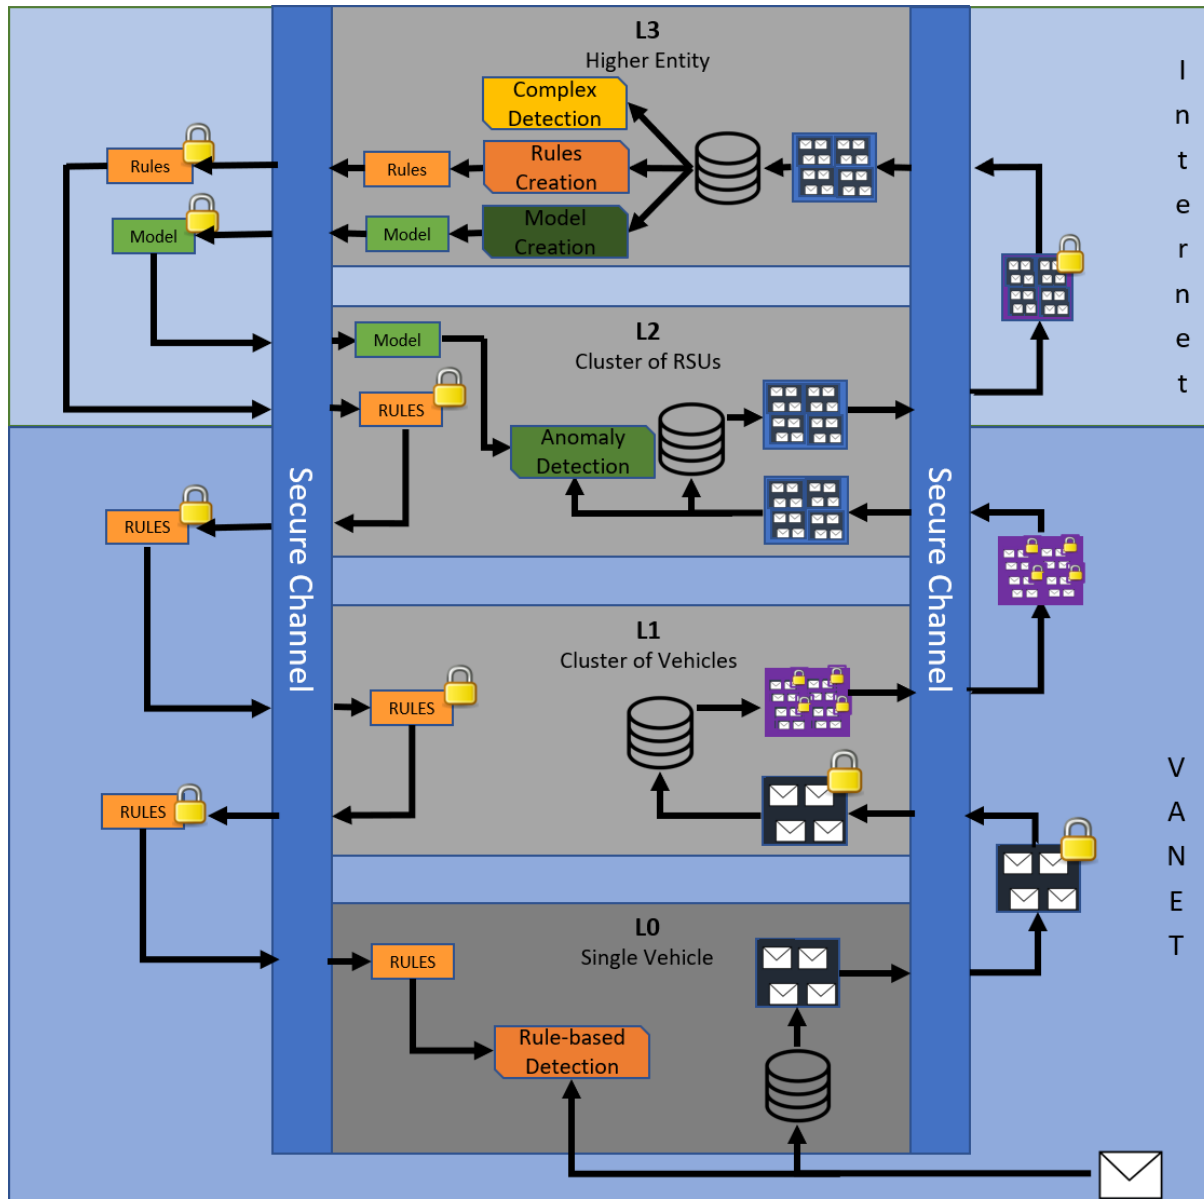 L3
Higher Entity
Complex
Detection
Rules
Creation
Rules
Rules
Model
Creation
Model
Model
Internet
L2
Cluster of RSUs
Model
RULES
Anomaly
Detection
Secure Channel
Secure Channel
RULES
L1
Cluster of Vehicles
RULES
RULES
VANET
L0
Single Vehicle
RULES
Rule-based
Detection